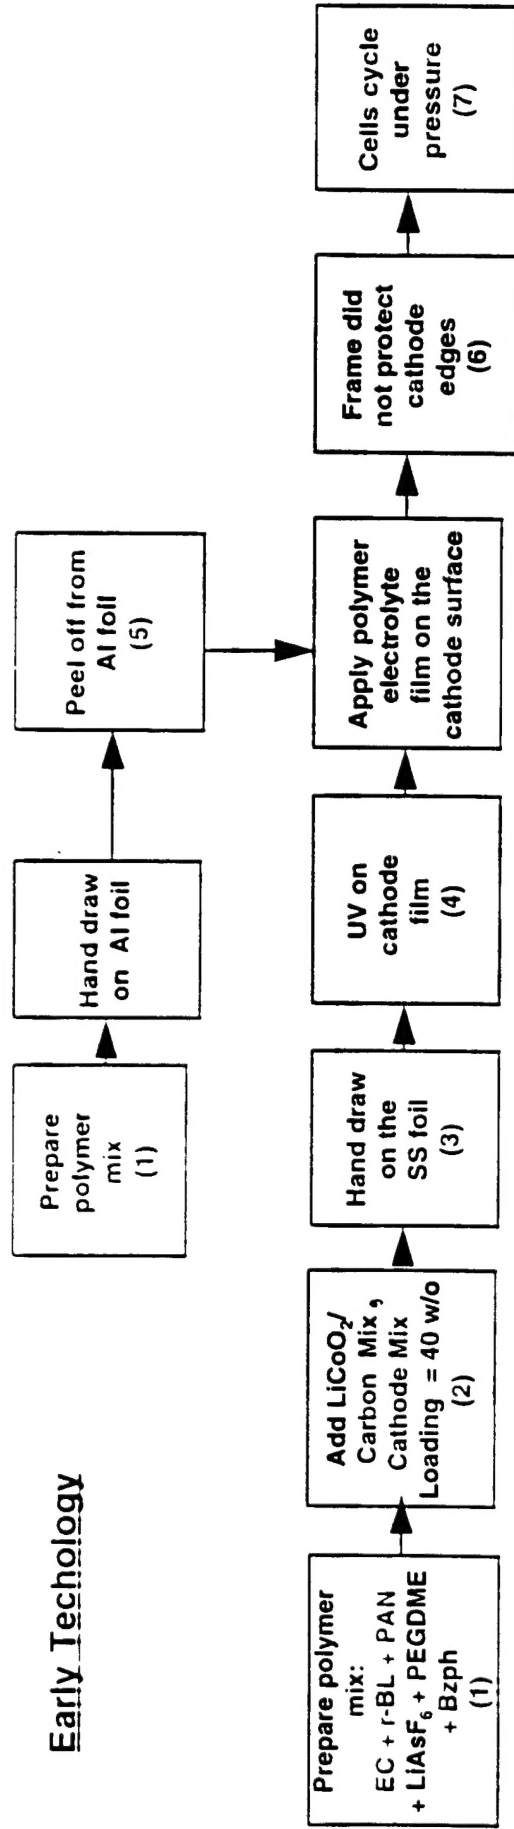 Early Techology
Prepare
polymer
mix
(1)
Hand draw
on Al foil
Peel off from
Al foil
(5)
Prepare polymer
mix:
EC + r-BL + PAN
+ LiAsF₆ + PEGDME
+ Bzph
(1)
Add LiCoO₂/
Carbon Mix,
Cathode Mix
Loading = 40 w/o
(2)
Hand draw
on the
SS foil
(3)
UV on
cathode
film
(4)
Apply polymer
electrolyte
film on the
cathode surface
Frame did
not protect
cathode
edges
(6)
Cells cycle
under
pressure
(7)